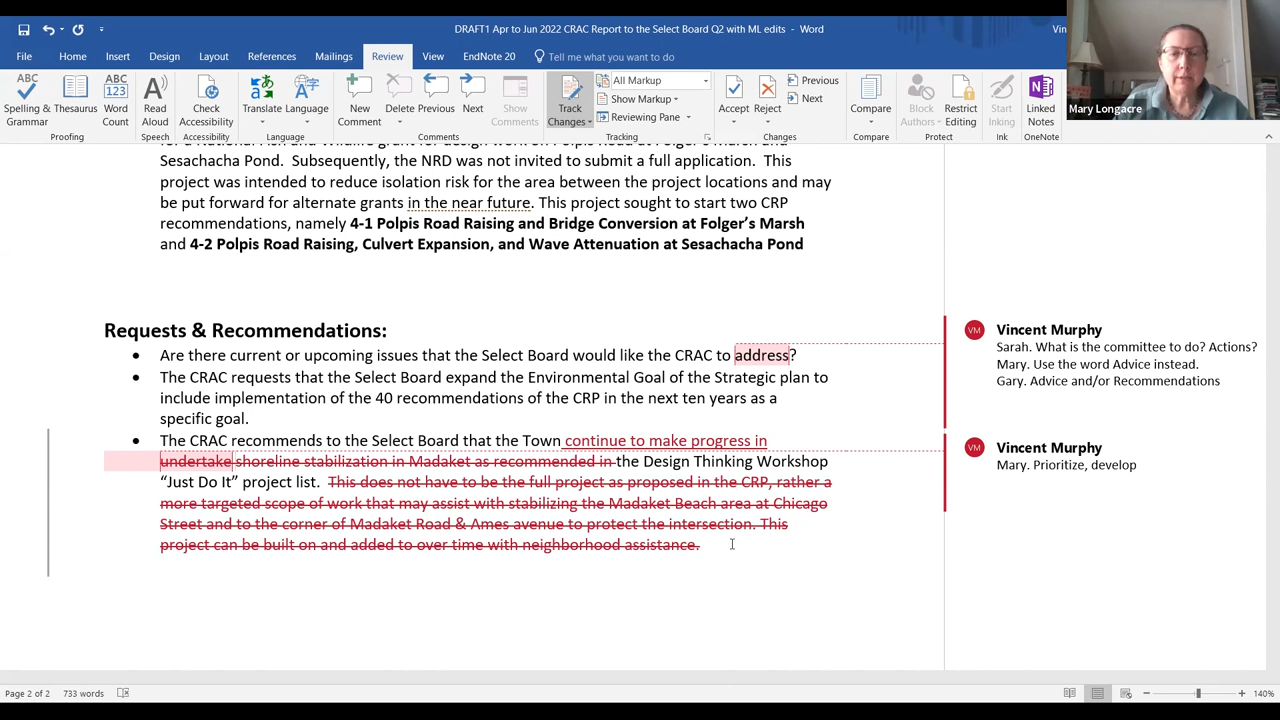 DRAFT1 Apr to Jun 2022 CRAC Report to the Select Board Q2 with ML edits - Word
File Home Insert Design Layout References Mailings Review View EndNote 20 Tell me what you want to do
Spelling & Grammar
Thesaurus
Word Count
Proofing
Read Aloud
Speech
Check Accessibility
Accessibility
Translate
Language
Language
New Comment
Delete
Previous
Next
Show Comments
Comments
Track Changes
All Markup
Show Markup
Reviewing Pane
Tracking
Accept
Reject
Previous
Next
Changes
Compare
Compare
Block Authors
Restrict Editing
Protect
Start Inking
Inking
Linked Notes
OneNote
Mary Longacre
Sesachacha Pond. Subsequently, the NRD was not invited to submit a full application. This
project was intended to reduce isolation risk for the area between the project locations and may
be put forward for alternate grants in the near future. This project sought to start two CRP
recommendations, namely 4-1 Polpis Road Raising and Bridge Conversion at Folger’s Marsh
and 4-2 Polpis Road Raising, Culvert Expansion, and Wave Attenuation at Sesachacha Pond
Requests & Recommendations:
• Are there current or upcoming issues that the Select Board would like the CRAC to address?
• The CRAC requests that the Select Board expand the Environmental Goal of the Strategic plan to
include implementation of the 40 recommendations of the CRP in the next ten years as a
specific goal.
• The CRAC recommends to the Select Board that the Town continue to make progress in
undertake shoreline stabilization in Madaket as recommended in the Design Thinking Workshop
“Just Do It” project list. This does not have to be the full project as proposed in the CRP, rather a
more targeted scope of work that may assist with stabilizing the Madaket Beach area at Chicago
Street and to the corner of Madaket Road & Ames avenue to protect the intersection. This
project can be built on and added to over time with neighborhood assistance.
VM Vincent Murphy
Sarah. What is the committee to do? Actions?
Mary. Use the word Advice instead.
Gary. Advice and/or Recommendations
VM Vincent Murphy
Mary. Prioritize, develop
Page 2 of 2 733 words
140%